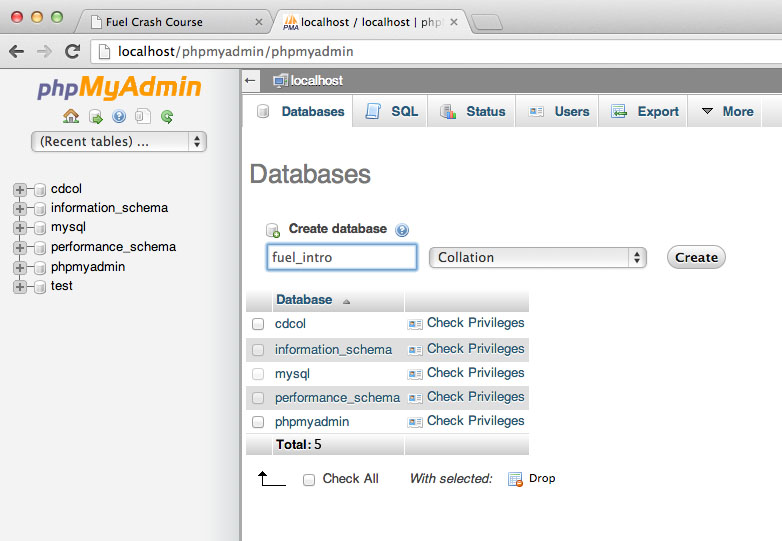 Fuel Crash Course
localhost / localhost | php
localhost/phpmyadmin/phpmyadmin
phpMyAdmin
(Recent tables) ...
cdcol
information_schema
mysql
performance_schema
phpmyadmin
test
localhost
Databases SQL Status Users Export More
Databases
Create database
fuel_intro Collation Create
Database
cdcol Check Privileges
information_schema Check Privileges
mysql Check Privileges
performance_schema Check Privileges
phpmyadmin Check Privileges
Total: 5
Check All With selected: Drop